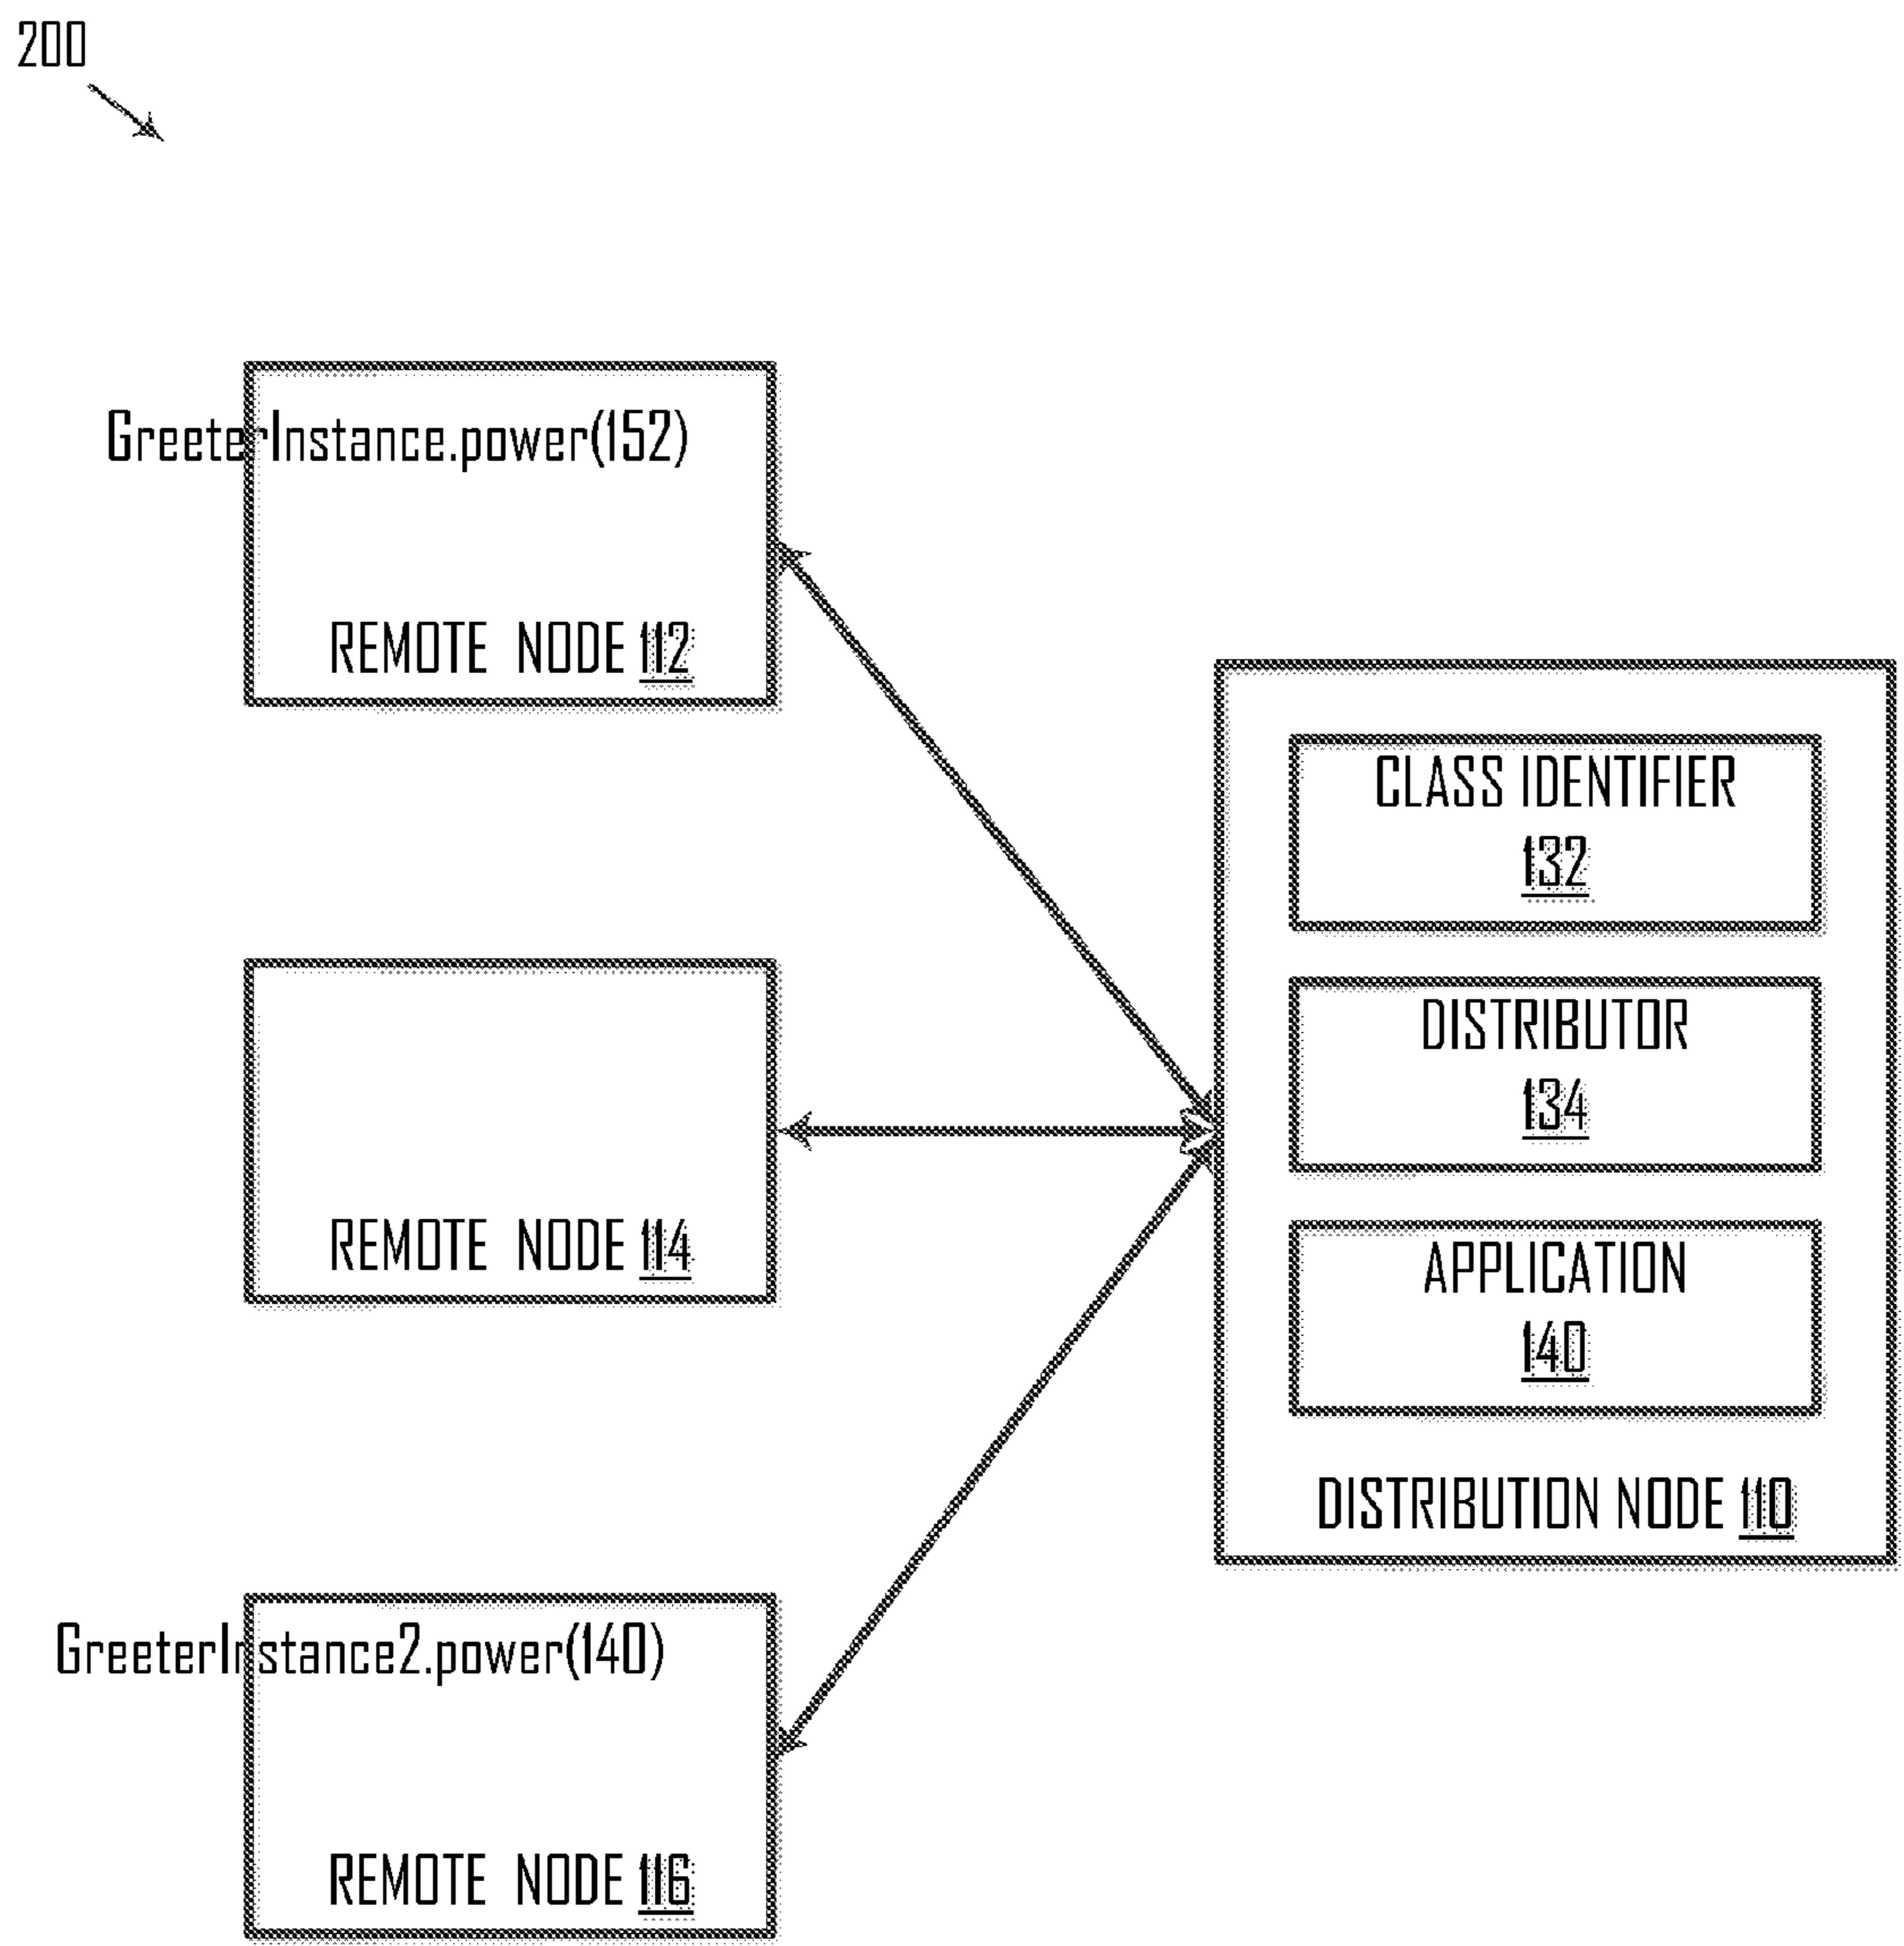 200
GreeterInstance.power(152)
REMOTE NODE 112
CLASS IDENTIFIER
132
DISTRIBUTOR
134
REMOTE NODE 114
APPLICATION
140
DISTRIBUTION NODE 110
GreeterInstance2.power(140)
REMOTE NODE 116